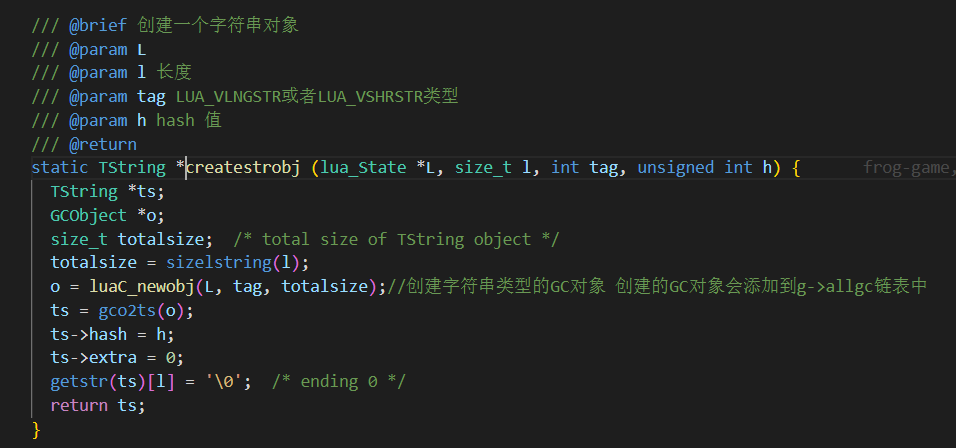 /// @brief 创建一个字符串对象
/// @param L
/// @param l 长度
/// @param tag LUA_VLNGSTR或者LUA_VSHRSTR类型
/// @param h hash 值
/// @return
static TString *createstrobj (lua_State *L, size_t l, int tag, unsigned int h) { frog-game,
  TString *ts;
  GCObject *o;
  size_t totalsize;  /* total size of TString object */
  totalsize = sizelstring(l);
  o = luaC_newobj(L, tag, totalsize);//创建字符串类型的GC对象 创建的GC对象会添加到g->allgc链表中
  ts = gco2ts(o);
  ts->hash = h;
  ts->extra = 0;
  getstr(ts)[l] = '\0';  /* ending 0 */
  return ts;
}